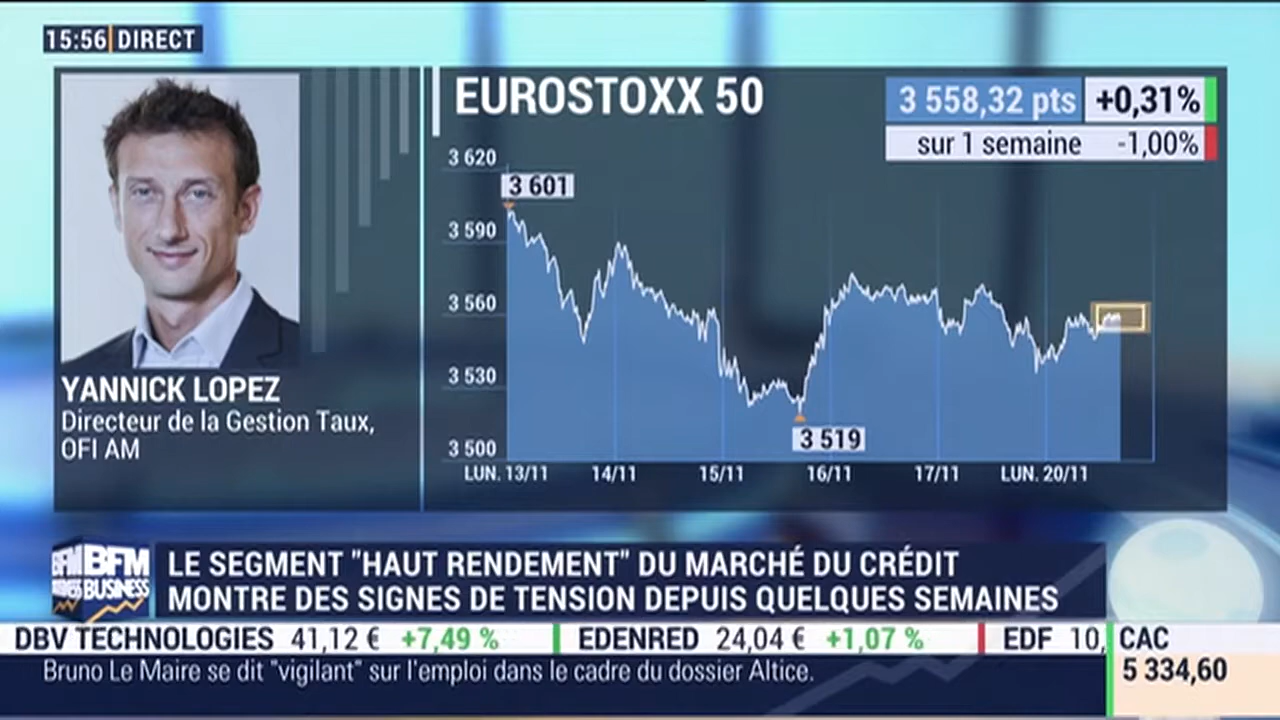 15:56 DIRECT
EUROSTOXX 50
3 558,32 pts +0,31%
sur 1 semaine -1,00%
3 620
3 601
3 590
3 560
3 530
3 519
3 500
LUN. 13/11 14/11 15/11 16/11 17/11 LUN. 20/11
YANNICK LOPEZ
Directeur de la Gestion Taux,
OFI AM
BFM BUSINESS
LE SEGMENT "HAUT RENDEMENT" DU MARCHÉ DU CRÉDIT
MONTRE DES SIGNES DE TENSION DEPUIS QUELQUES SEMAINES
DBV TECHNOLOGIES 41,12 € +7,49 % EDENRED 24,04 € +1,07 % EDF 10,
CAC
5 334,60
Bruno Le Maire se dit "vigilant" sur l'emploi dans le cadre du dossier Altice.